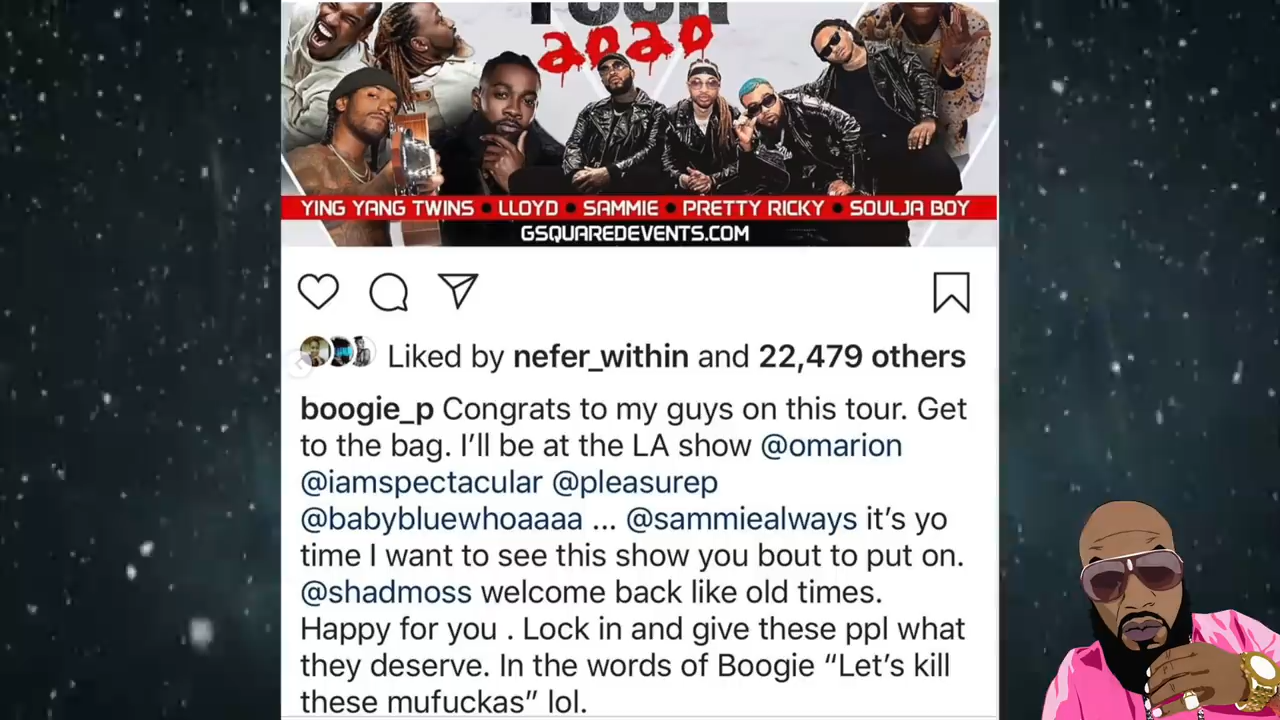 TOUR
2020
YING YANG TWINS • LLOYD • SAMMIE • PRETTY RICKY • SOULJA BOY
GSQUAREDEVENTS.COM
Liked by nefer_within and 22,479 others
boogie_p Congrats to my guys on this tour. Get
to the bag. I'll be at the LA show @omarion
@iamspectacular @pleasurep
@babybluewhoaaaa ... @sammiealways it's yo
time I want to see this show you bout to put on.
@shadmoss welcome back like old times.
Happy for you . Lock in and give these ppl what
they deserve. In the words of Boogie “Let's kill
these mufuckas” lol.